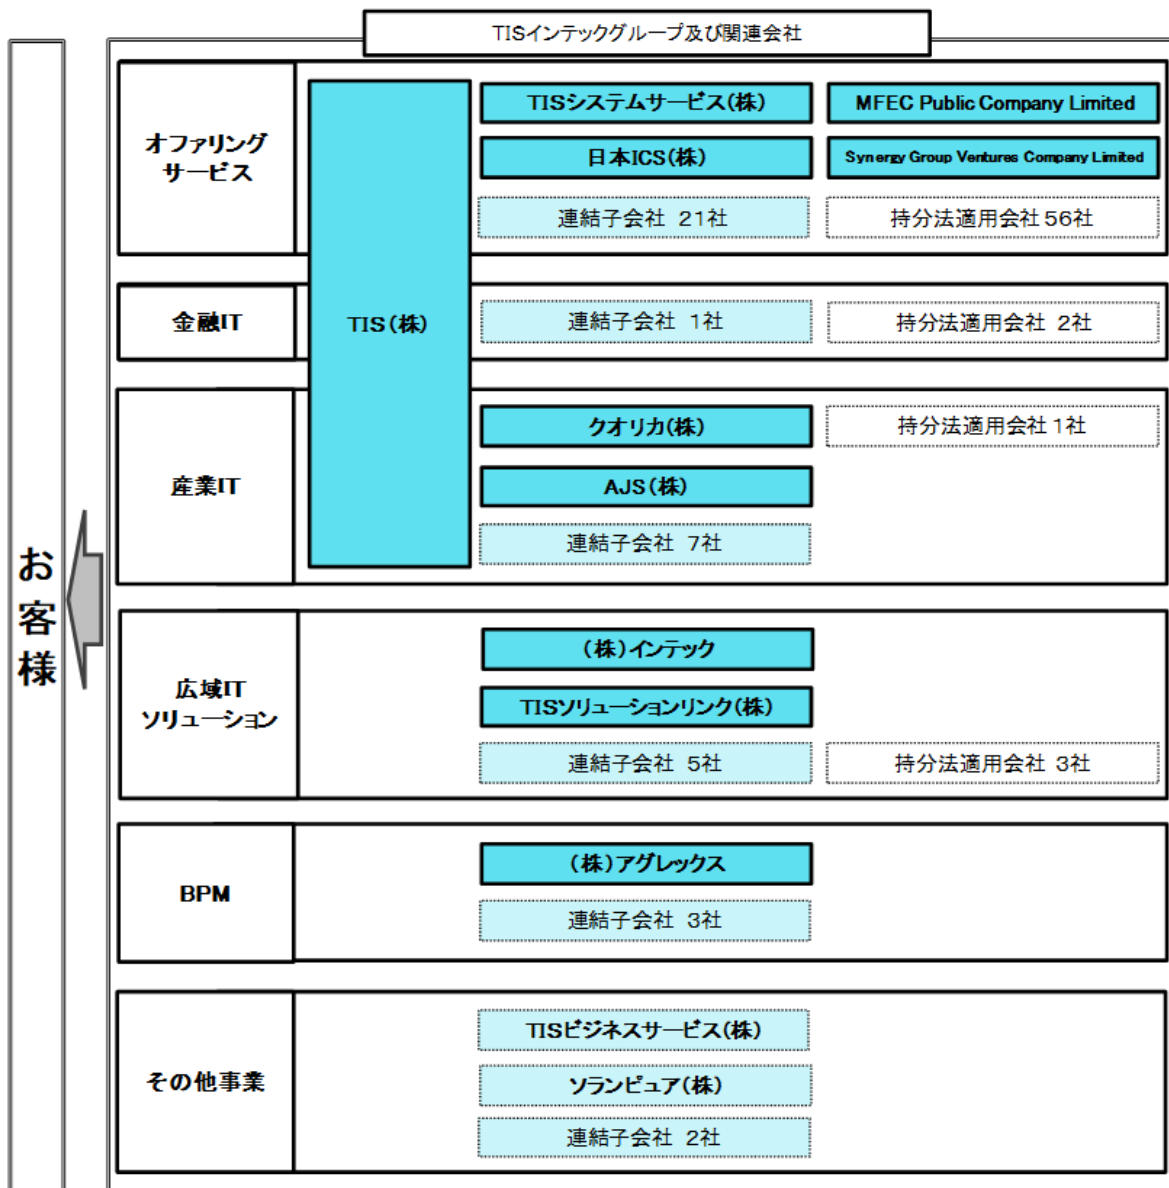 TISインテックグループ及び関連会社
お客様
オファリング
サービス
TIS(株)
TISシステムサービス(株)
MFEC Public Company Limited
日本ICS(株)
Synergy Group Ventures Company Limited
連結子会社 21社
持分法適用会社 56社
金融IT
連結子会社 1社
持分法適用会社 2社
産業IT
クオリカ(株)
持分法適用会社 1社
AJS(株)
連結子会社 7社
広域IT
ソリューション
(株)インテック
TISソリューションリンク(株)
連結子会社 5社
持分法適用会社 3社
BPM
(株)アグレックス
連結子会社 3社
その他事業
TISビジネスサービス(株)
ソランピュア(株)
連結子会社 2社